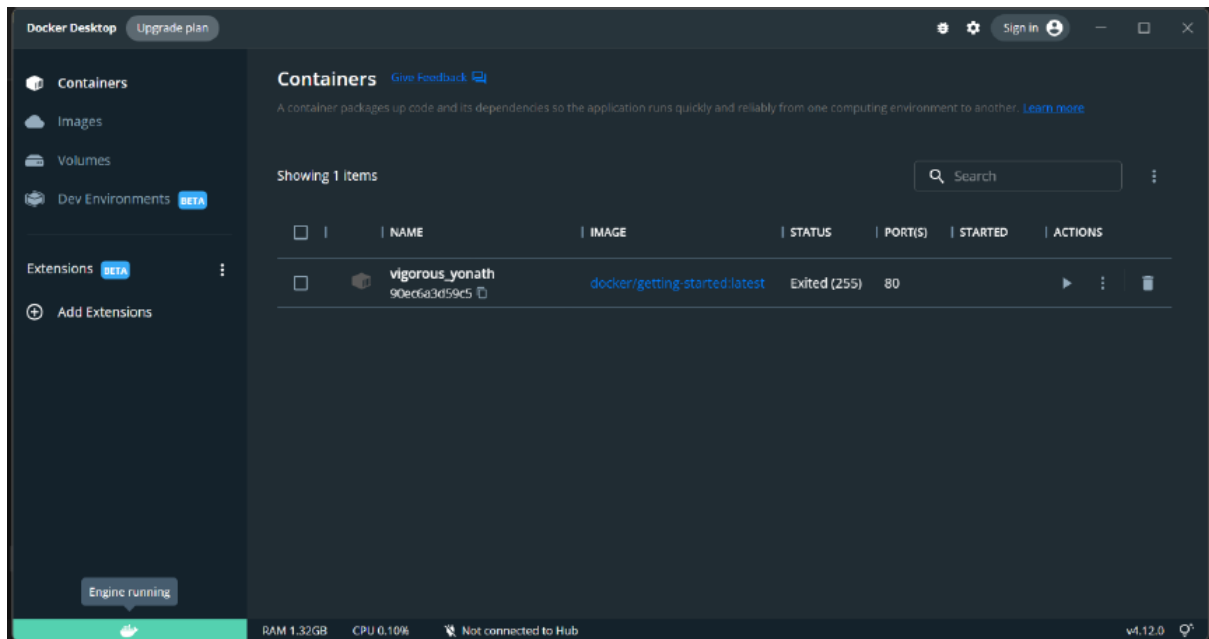 Docker Desktop Upgrade plan Sign in
Containers
Images
Volumes
Dev Environments BETA
Extensions BETA
Add Extensions
Containers Give Feedback
A container packages up code and its dependencies so the application runs quickly and reliably from one computing environment to another. Learn more
Showing 1 items Search
NAME IMAGE STATUS PORT(S) STARTED ACTIONS
vigorous_yonath docker/getting-started:latest Exited (255) 80
90ec6a3d59c5
Engine running
RAM 1.32GB CPU 0.10% Not connected to Hub v4.12.0